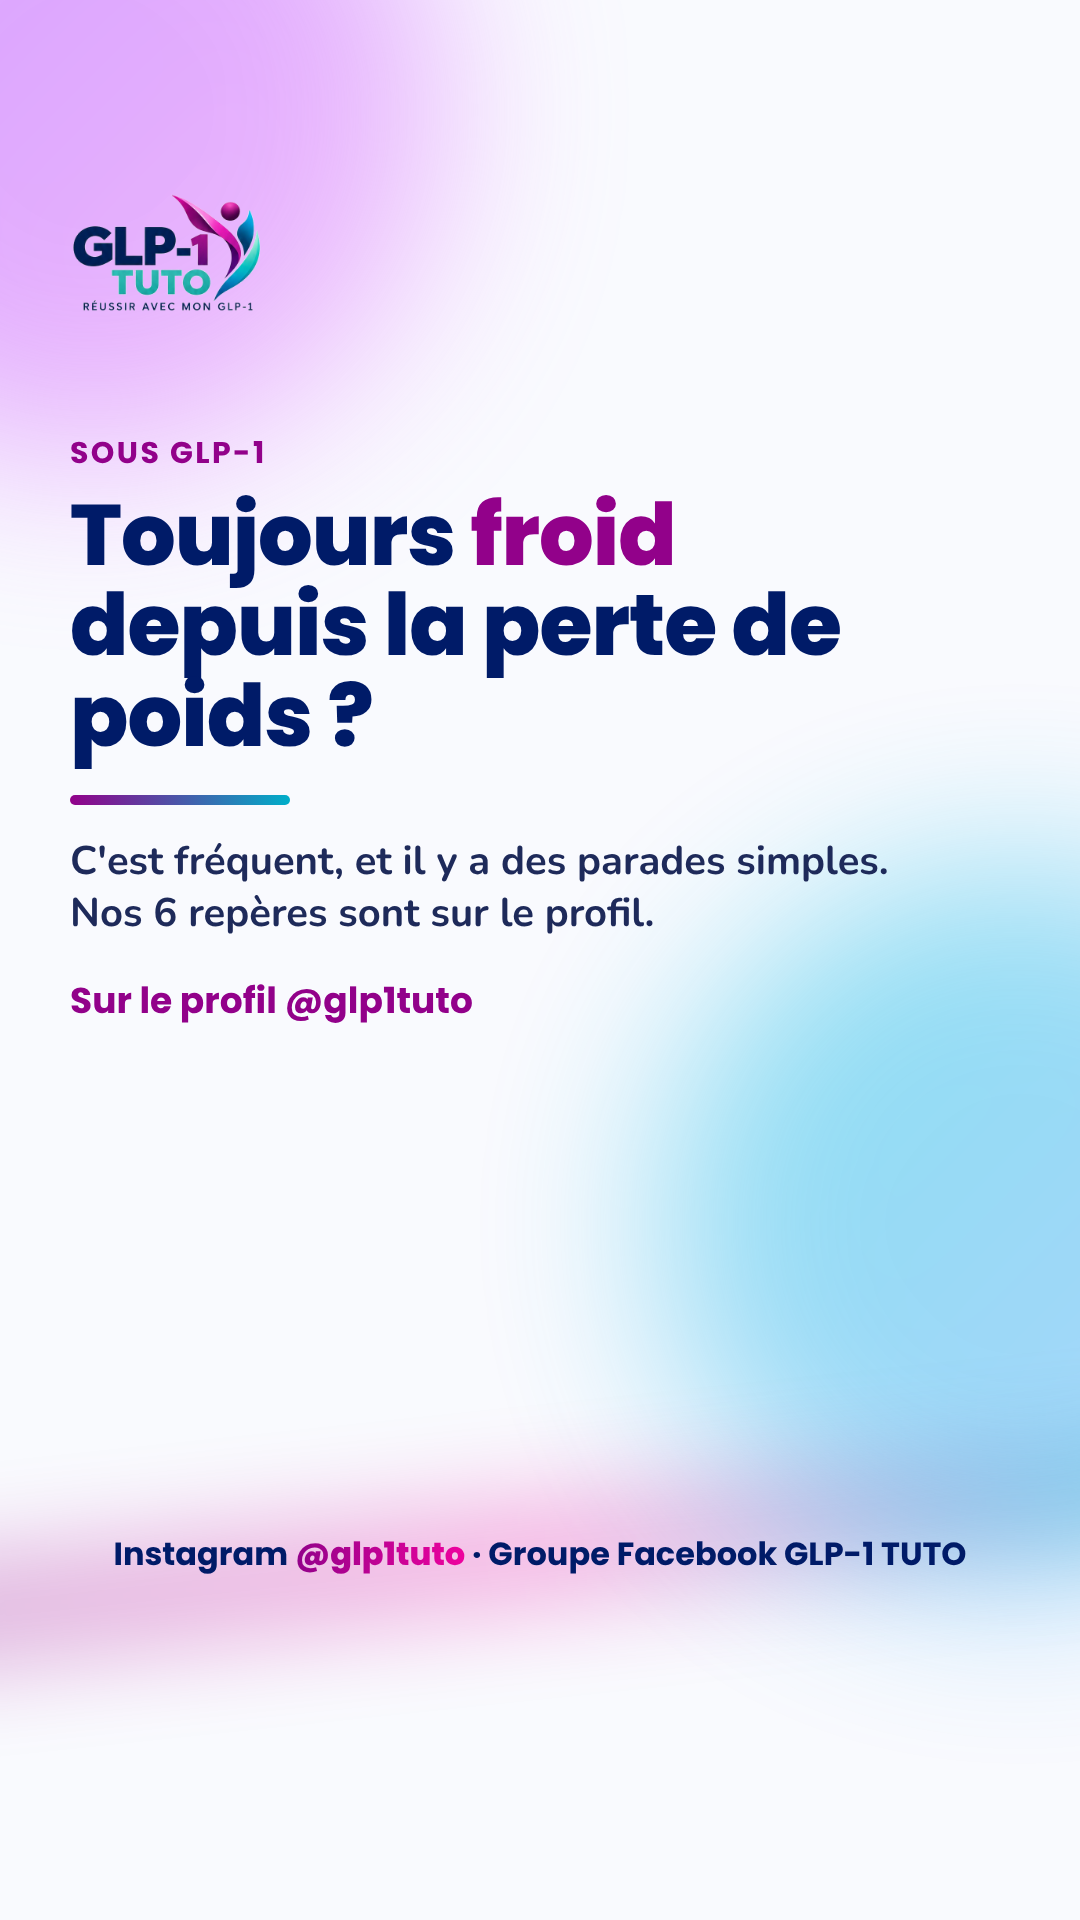 GLP-1
TUTO
RÉUSSIR AVEC MON GLP-1
SOUS GLP-1
Toujours froid
depuis la perte de
poids ?
C'est fréquent, et il y a des parades simples.
Nos 6 repères sont sur le profil.
Sur le profil @glp1tuto
Instagram @glp1tuto · Groupe Facebook GLP-1 TUTO